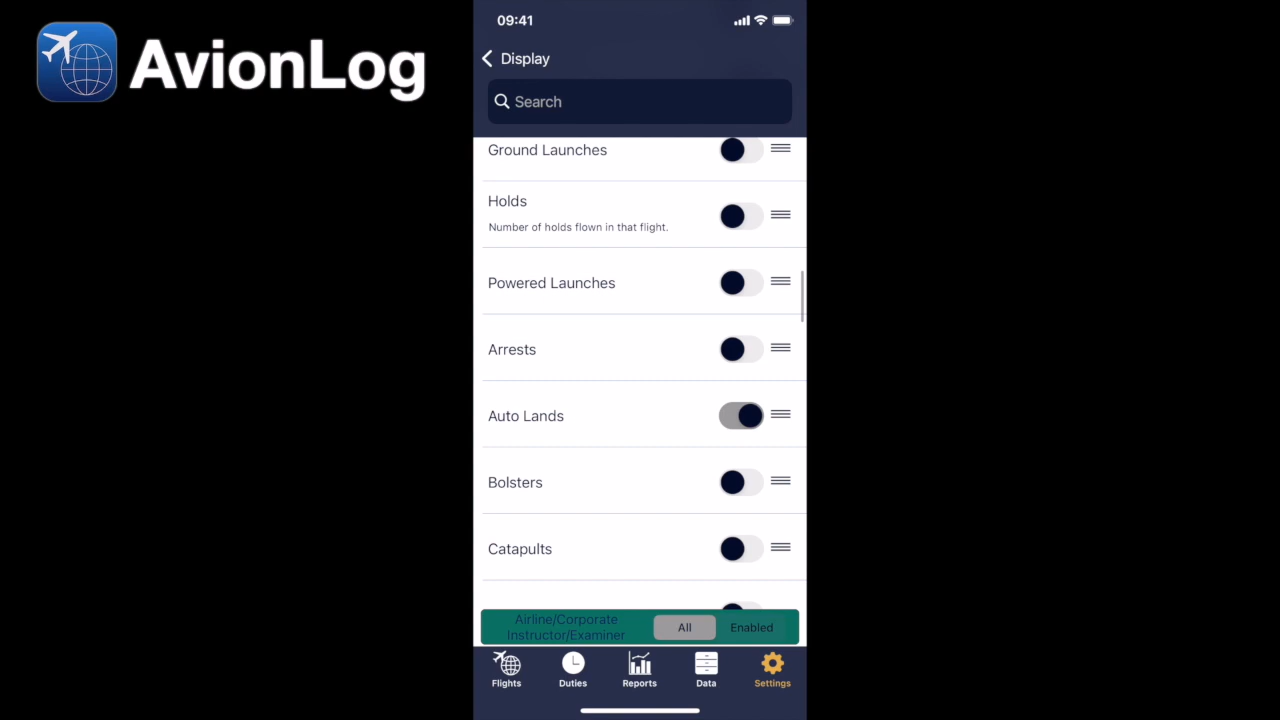 AvionLog
09:41
Display
Search
Ground Launches
Holds
Number of holds flown in that flight.
Powered Launches
Arrests
Auto Lands
Bolsters
Catapults
Airline/Corporate
Instructor/Examiner
All
Enabled
Flights
Duties
Reports
Data
Settings